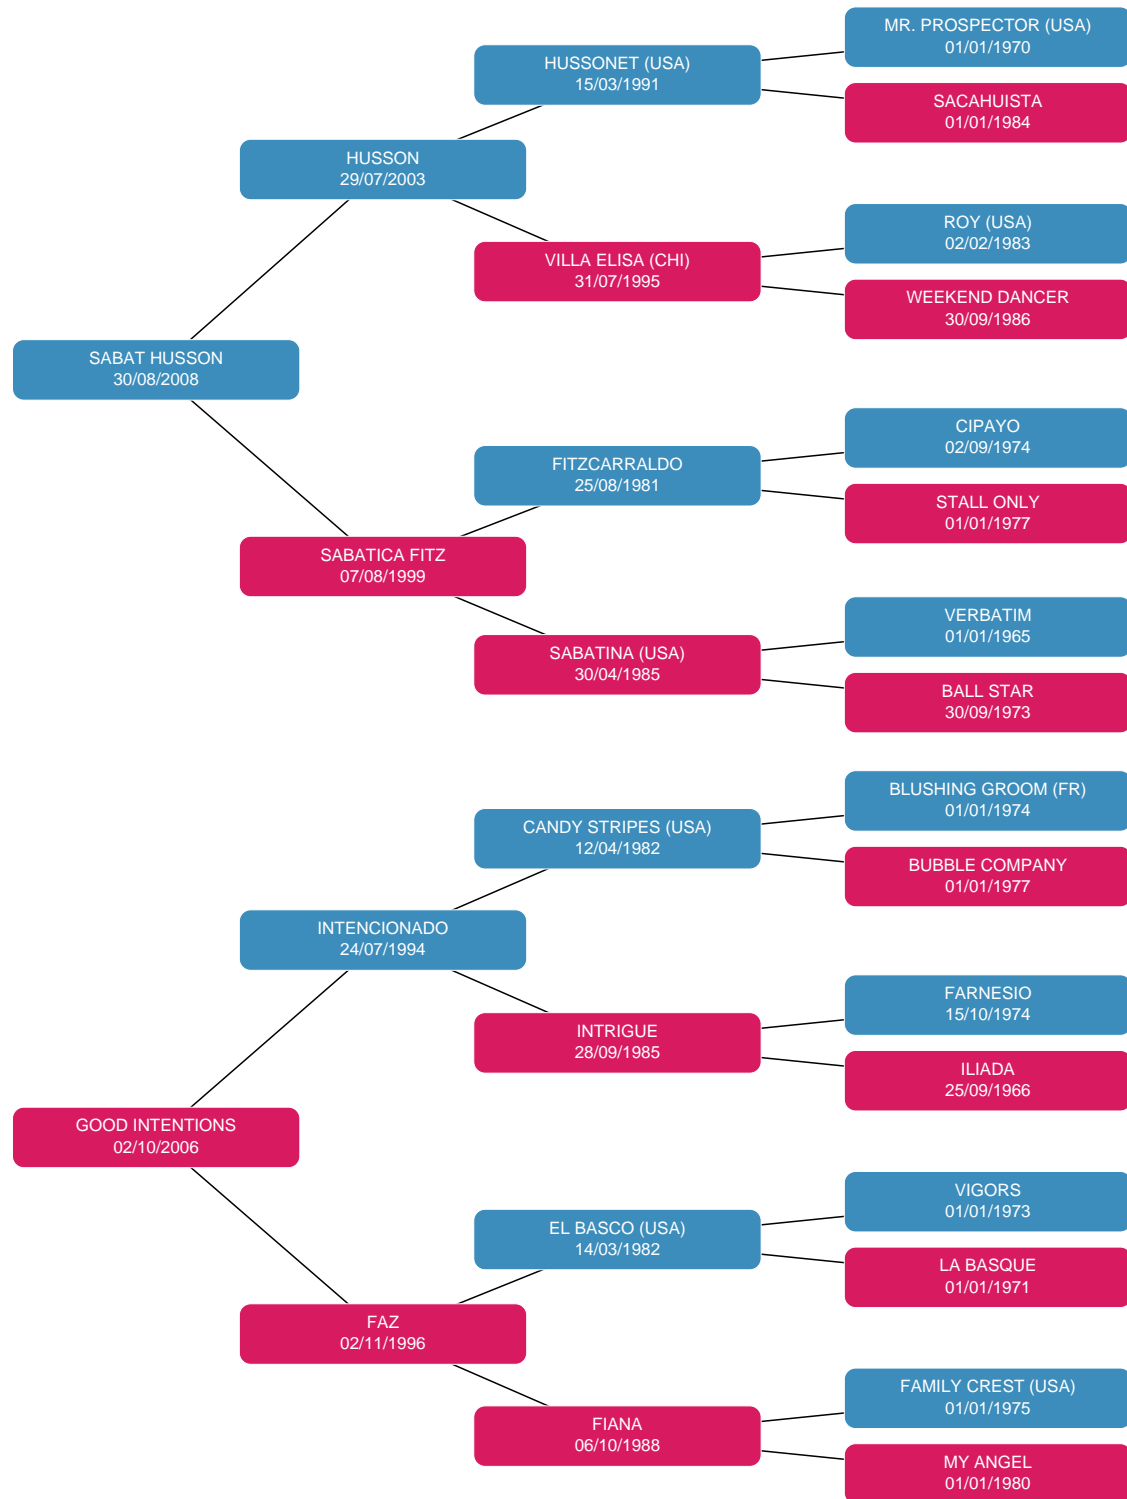 MR. PROSPECTOR (USA)
01/01/1970
HUSSONET (USA)
15/03/1991
SACAHUISTA
01/01/1984
HUSSON
29/07/2003
ROY (USA)
02/02/1983
VILLA ELISA (CHI)
31/07/1995
WEEKEND DANCER
30/09/1986
SABAT HUSSON
30/08/2008
CIPAYO
02/09/1974
FITZCARRALDO
25/08/1981
STALL ONLY
01/01/1977
SABATICA FITZ
07/08/1999
VERBATIM
01/01/1965
SABATINA (USA)
30/04/1985
BALL STAR
30/09/1973
BLUSHING GROOM (FR)
01/01/1974
CANDY STRIPES (USA)
12/04/1982
BUBBLE COMPANY
01/01/1977
INTENCIONADO
24/07/1994
FARNESIO
15/10/1974
INTRIGUE
28/09/1985
ILIADA
25/09/1966
GOOD INTENTIONS
02/10/2006
VIGORS
01/01/1973
EL BASCO (USA)
14/03/1982
LA BASQUE
01/01/1971
FAZ
02/11/1996
FAMILY CREST (USA)
01/01/1975
FIANA
06/10/1988
MY ANGEL
01/01/1980